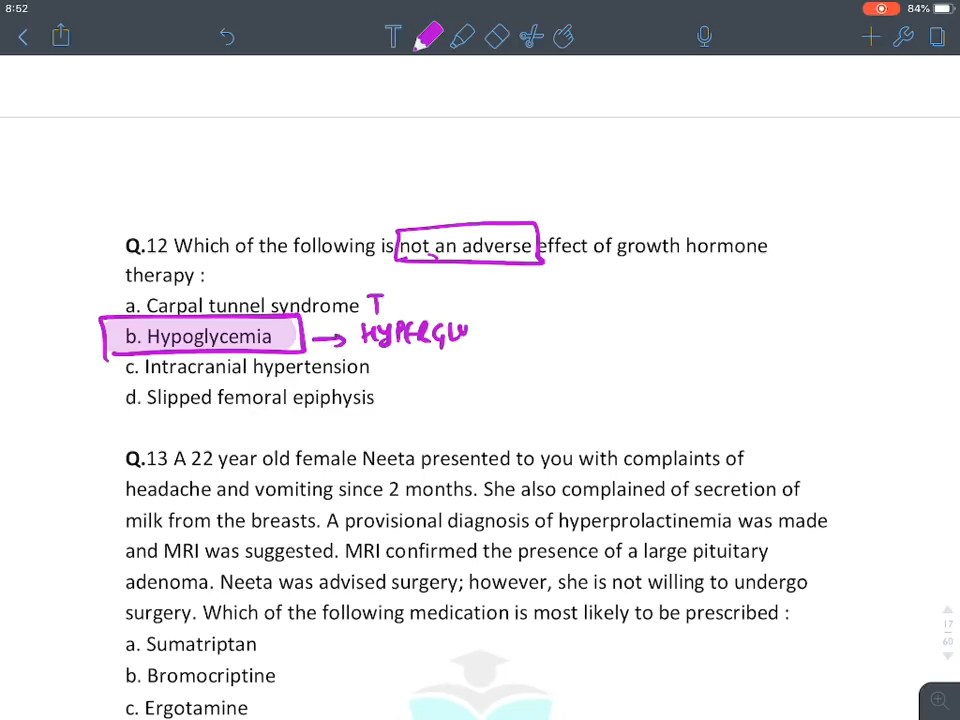 8:52
84%
T
Q.12 Which of the following is not an adverse effect of growth hormone
therapy :
a. Carpal tunnel syndrome T
b. Hypoglycemia → HYPERGLU
c. Intracranial hypertension
d. Slipped femoral epiphysis
Q.13 A 22 year old female Neeta presented to you with complaints of
headache and vomiting since 2 months. She also complained of secretion of
milk from the breasts. A provisional diagnosis of hyperprolactinemia was made
and MRI was suggested. MRI confirmed the presence of a large pituitary
adenoma. Neeta was advised surgery; however, she is not willing to undergo
surgery. Which of the following medication is most likely to be prescribed :
17
60
a. Sumatriptan
b. Bromocriptine
c. Ergotamine